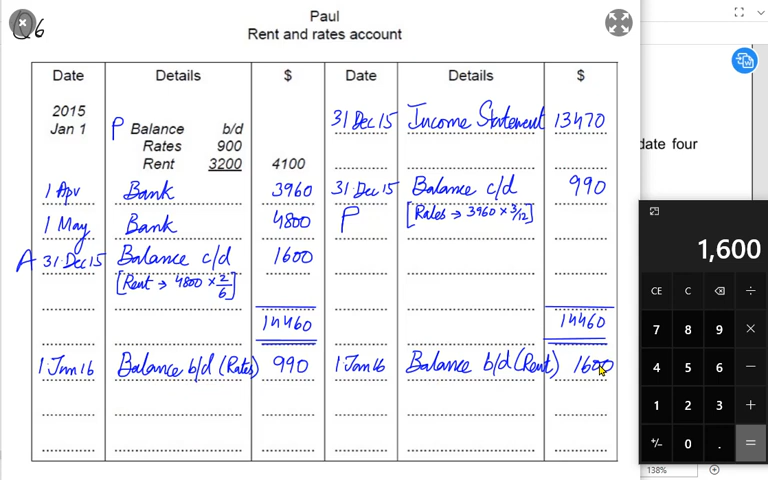 Q6
Paul
Rent and rates account
Date Details $ Date Details $
2015
31 Dec 15 Income Statement 13470
Jan 1 P Balance b/d
Rates 900
Rent 3200 4100
1 Apr Bank 3960 31 Dec 15 Balance c/d 990
P [Rates → 3960 × 3/12]
1 May Bank 4800
A 31 Dec 15 Balance c/d 1600
[Rent → 4800 × 2/6]
14460 14460
1 Jan 16 Balance b/d (Rates) 990 1 Jan 16 Balance b/d (Rent) 1600
date four
1,600
CE C ÷
7 8 9 ×
4 5 6 −
1 2 3 +
+/− 0 . =
138%